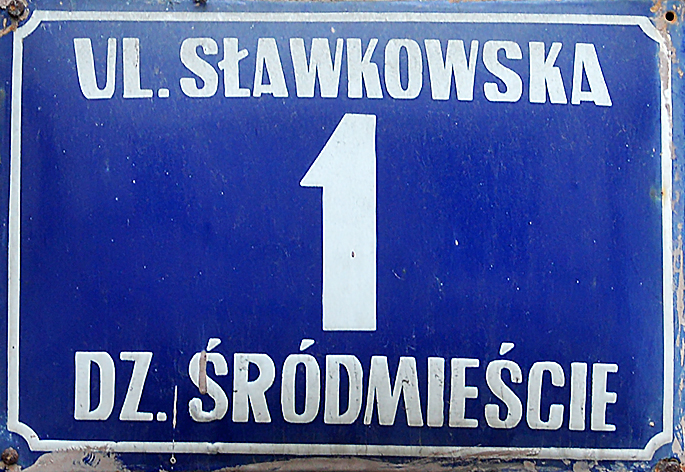 UL. SŁAWKOWSKA
1
DZ. ŚRÓDMIEŚCIE